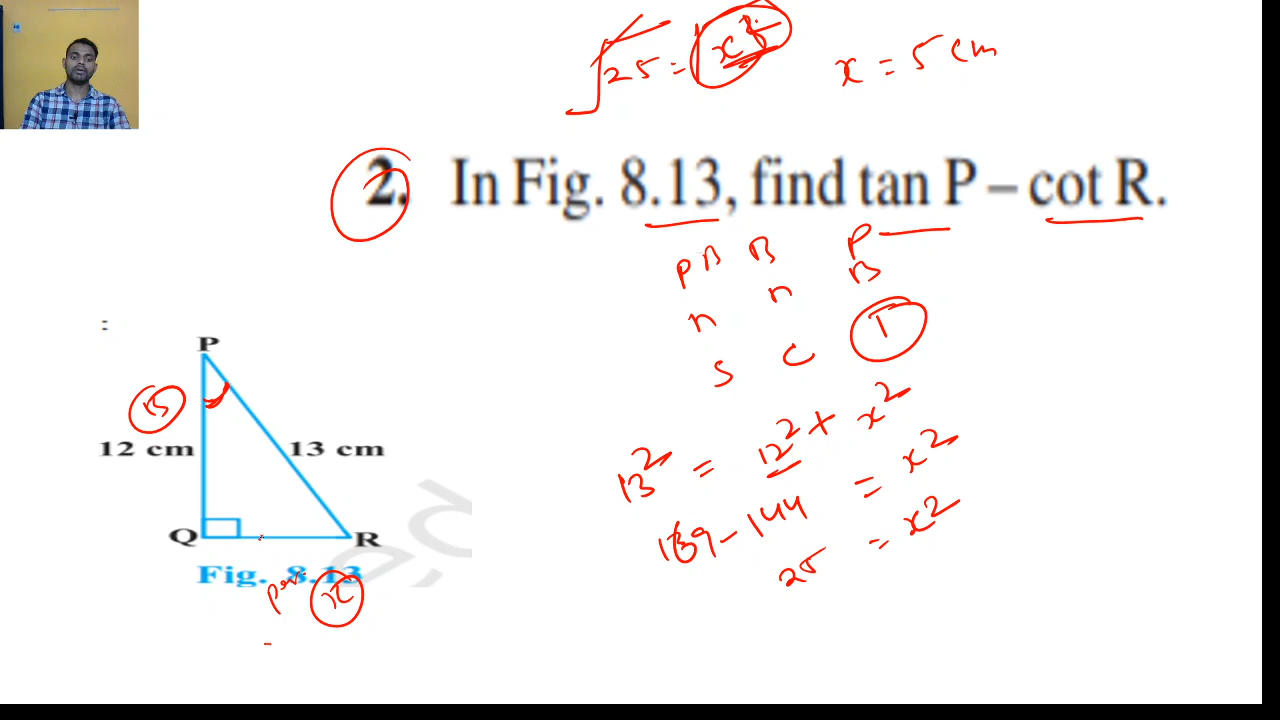 √25 = x²
x = 5 cm
2. In Fig. 8.13, find tan P – cot R.
P B B P
n n B
S C T
:
P
B
12 cm
13 cm
13² = 12² + x²
169 - 144 = x²
25 = x²
Q
R
Fig. 8.13
per
x